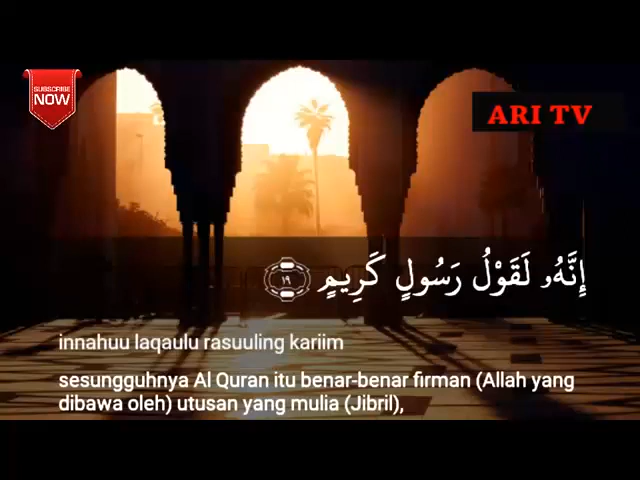 SUBSCRIBE
NOW
ARI TV
إِنَّهُۥ لَقَوْلُ رَسُولٍ كَرِيمٍ ١٩
innahuu laqaulu rasuuling kariim
sesungguhnya Al Quran itu benar-benar firman (Allah yang
dibawa oleh) utusan yang mulia (Jibril),